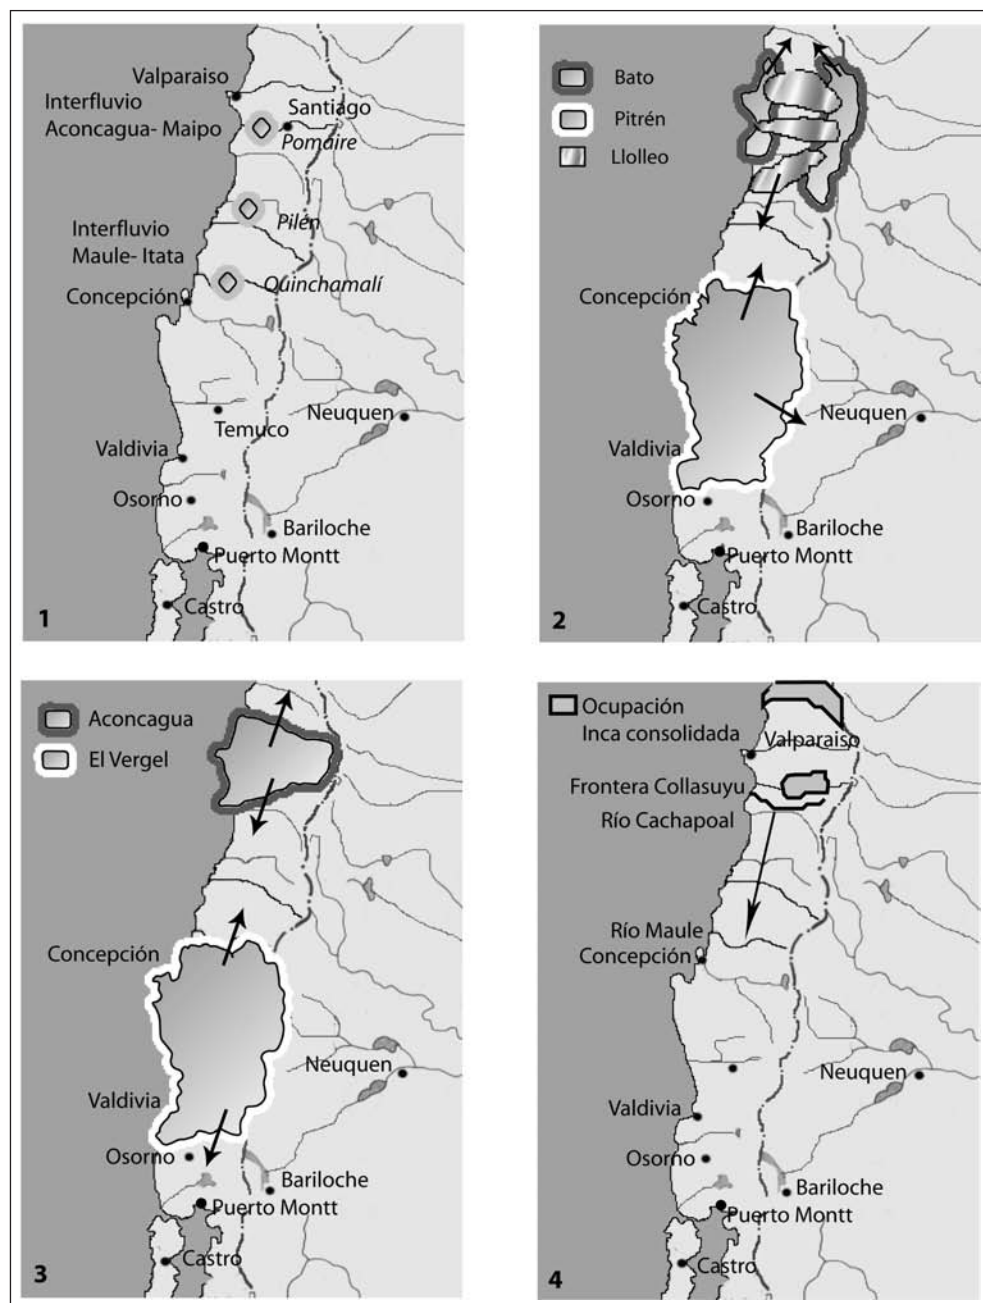 Valparaiso
Interfluvio
Aconcagua- Maipo
Santiago
Pomaire
Pilén
Interfluvio
Maule- Itata
Quinchamalí
Concepción
Neuquen
Temuco
Valdivia
Osorno
Bariloche
Puerto Montt
Castro
1
Bato
Pitrén
Llolleo
Concepción
Neuquen
Valdivia
Osorno
Bariloche
Puerto Montt
Castro
2
Aconcagua
El Vergel
Concepción
Neuquen
Valdivia
Osorno
Bariloche
Puerto Montt
Castro
3
Ocupación
Inca consolidada
Valparaiso
Frontera Collasuyu
Río Cachapoal
Río Maule
Concepción
Neuquen
Valdivia
Osorno
Bariloche
Puerto Montt
Castro
4